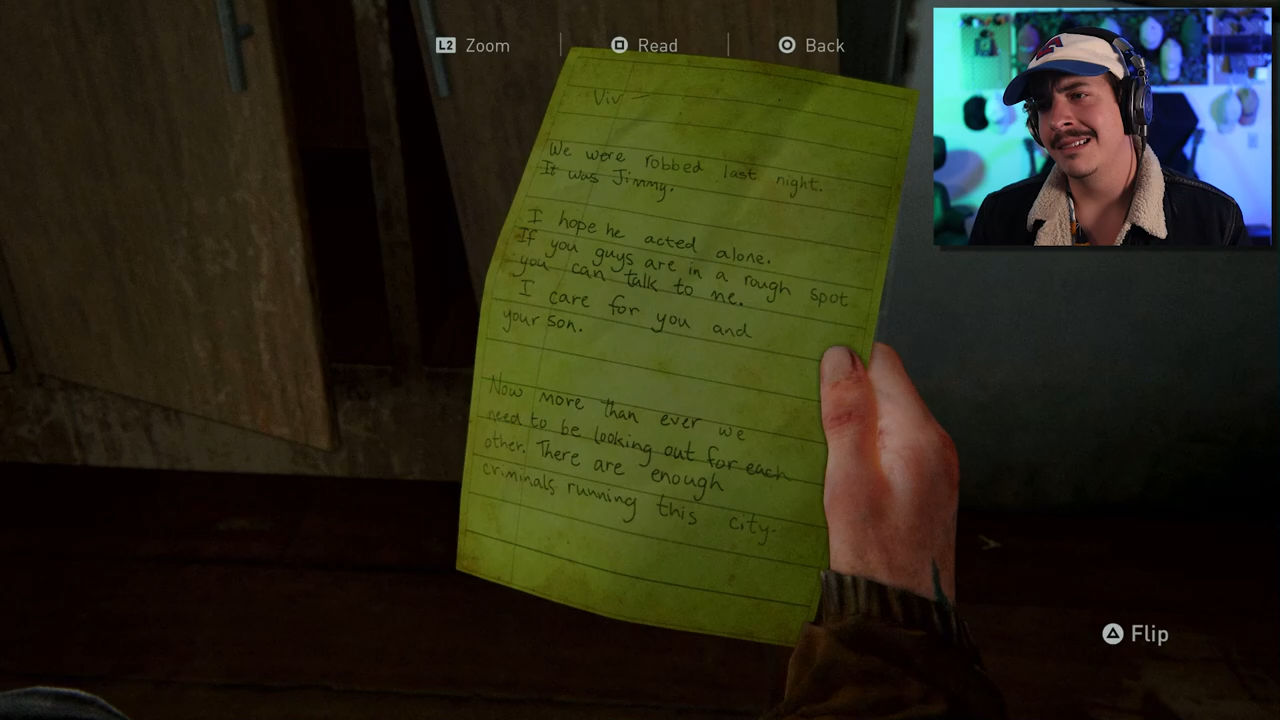 L2 Zoom
Read
Back
Viv -
We were robbed last night.
It was Jimmy.
I hope he acted alone.
If you guys are in a rough spot
you can talk to me.
I care for you and
your son.
Now more than ever we
need to be looking out for each
other. There are enough
criminals running this city.
Flip